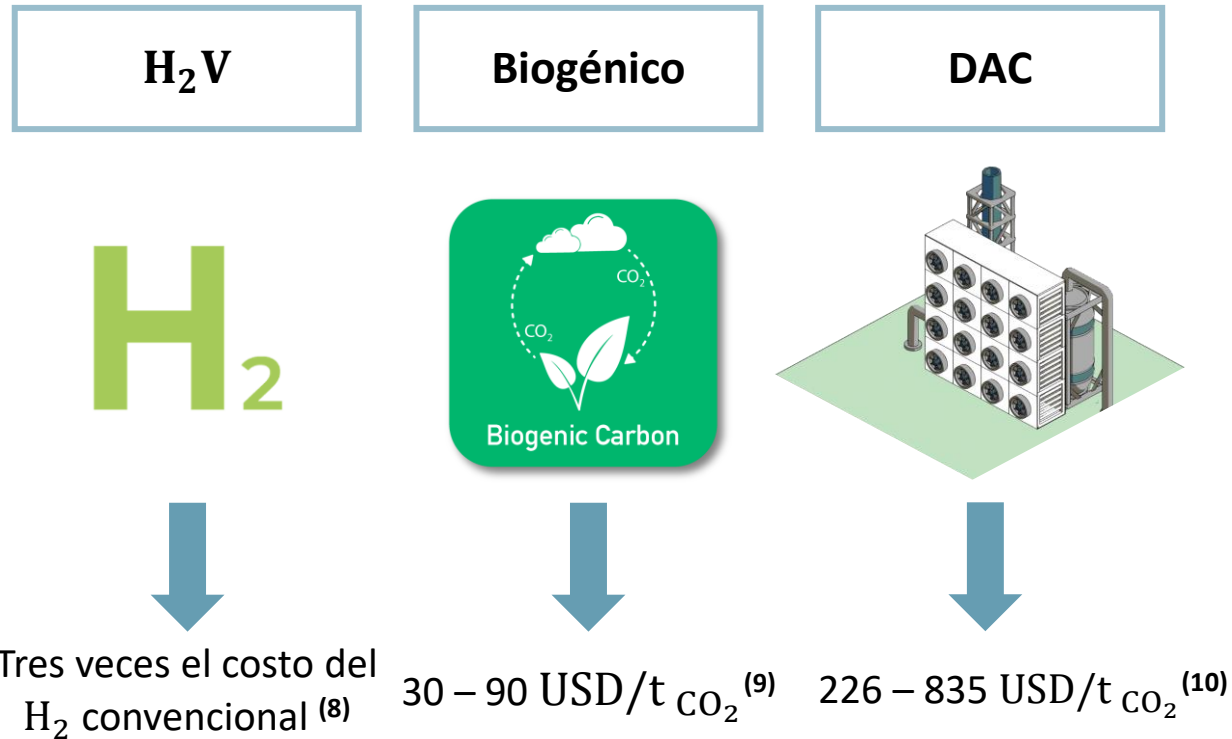 H₂V
Biogénico
DAC
H₂
CO₂
CO₂
Biogenic Carbon
Tres veces el costo del
H₂ convencional (8)
30 – 90 USD/t CO₂ (9)
226 – 835 USD/t CO₂ (10)